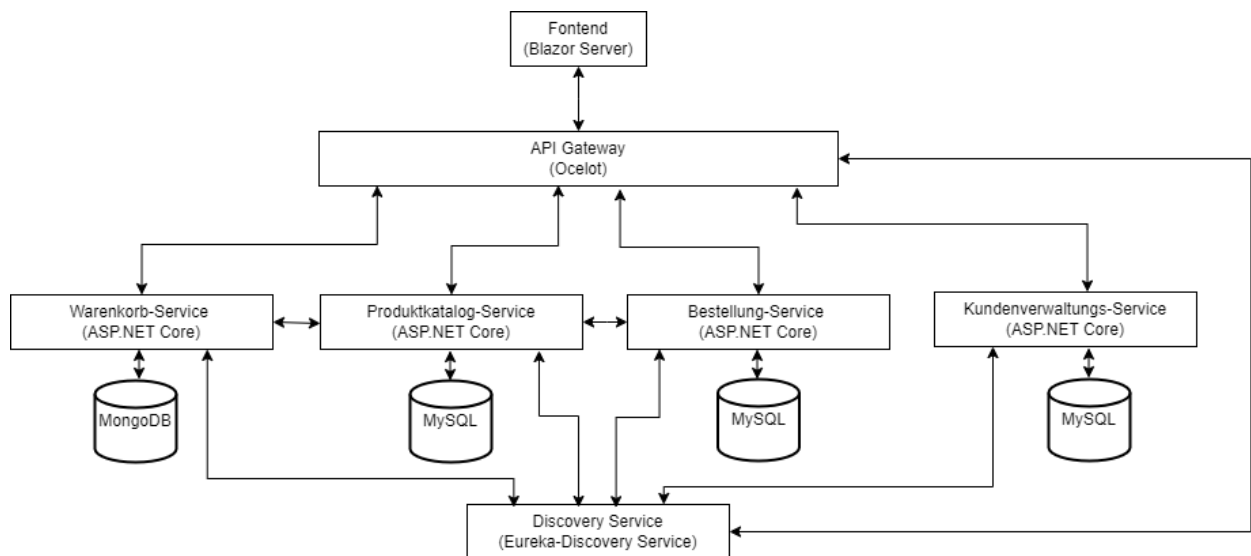 Fontend
(Blazor Server)
API Gateway
(Ocelot)
Warenkorb-Service
(ASP.NET Core)
Produktkatalog-Service
(ASP.NET Core)
Bestellung-Service
(ASP.NET Core)
Kundenverwaltungs-Service
(ASP.NET Core)
MongoDB
MySQL
MySQL
MySQL
Discovery Service
(Eureka-Discovery Service)